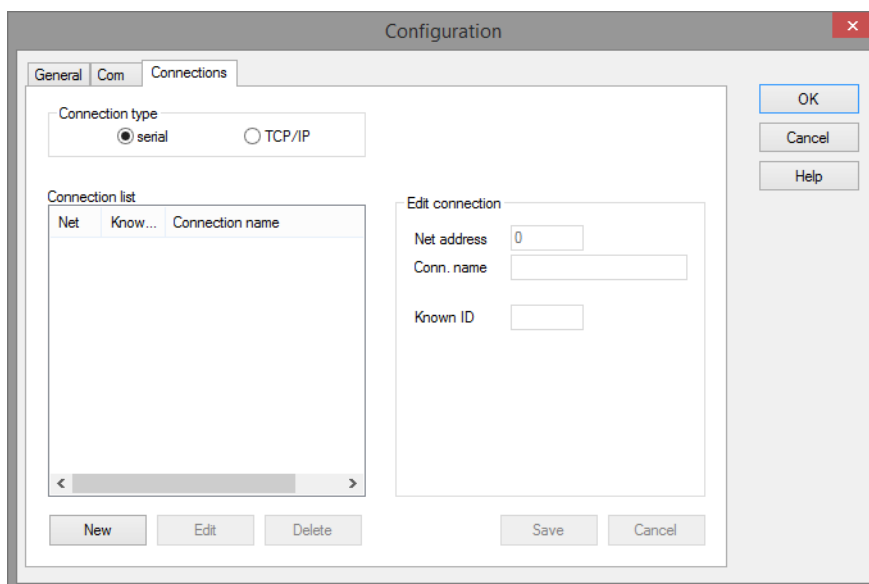 Configuration
General Com Connections
Connection type
serial TCP/IP
OK
Cancel
Help
Connection list
Net Know... Connection name
Edit connection
Net address 0
Conn. name
Known ID
New Edit Delete Save Cancel